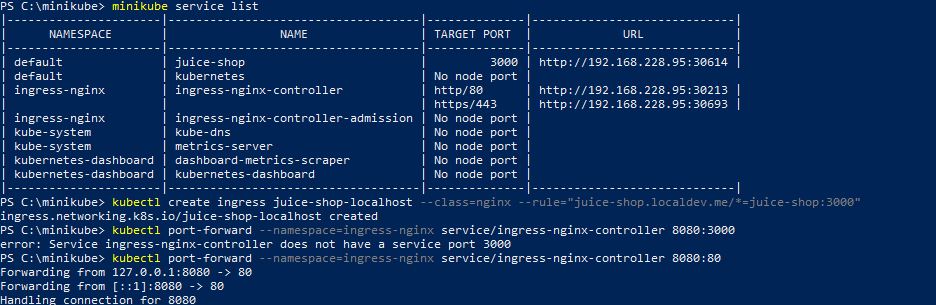 PS C:\minikube> minikube service list
|----------------------|------------------------------------|--------------|-----------------------------|
|      NAMESPACE       |                NAME                | TARGET PORT  |             URL             |
|----------------------|------------------------------------|--------------|-----------------------------|
| default              | juice-shop                         |         3000 | http://192.168.228.95:30614 |
| default              | kubernetes                         | No node port |
| ingress-nginx        | ingress-nginx-controller           | http/80      | http://192.168.228.95:30213 |
|                      |                                    | https/443    | http://192.168.228.95:30693 |
| ingress-nginx        | ingress-nginx-controller-admission | No node port |
| kube-system          | kube-dns                           | No node port |
| kube-system          | metrics-server                     | No node port |
| kubernetes-dashboard | dashboard-metrics-scraper          | No node port |
| kubernetes-dashboard | kubernetes-dashboard               | No node port |
|----------------------|------------------------------------|--------------|-----------------------------|
PS C:\minikube> kubectl create ingress juice-shop-localhost --class=nginx --rule="juice-shop.localdev.me/*=juice-shop:3000"
ingress.networking.k8s.io/juice-shop-localhost created
PS C:\minikube> kubectl port-forward --namespace=ingress-nginx service/ingress-nginx-controller 8080:3000
error: Service ingress-nginx-controller does not have a service port 3000
PS C:\minikube> kubectl port-forward --namespace=ingress-nginx service/ingress-nginx-controller 8080:80
Forwarding from 127.0.0.1:8080 -> 80
Forwarding from [::1]:8080 -> 80
Handling connection for 8080